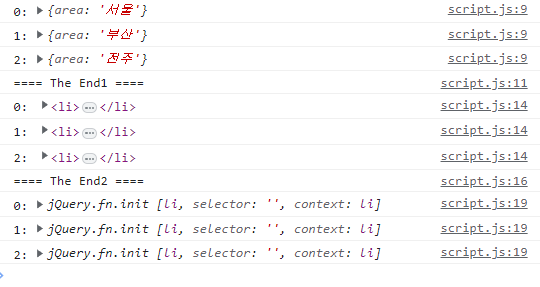 0: ▶{area: '서울'} script.js:9
1: ▶{area: '부산'} script.js:9
2: ▶{area: '전주'} script.js:9
==== The End1 ==== script.js:11
0: ▶<li>…</li> script.js:14
1: ▶<li>…</li> script.js:14
2: ▶<li>…</li> script.js:14
==== The End2 ==== script.js:16
0: ▶jQuery.fn.init [li, selector: '', context: li] script.js:19
1: ▶jQuery.fn.init [li, selector: '', context: li] script.js:19
2: ▶jQuery.fn.init [li, selector: '', context: li] script.js:19
>